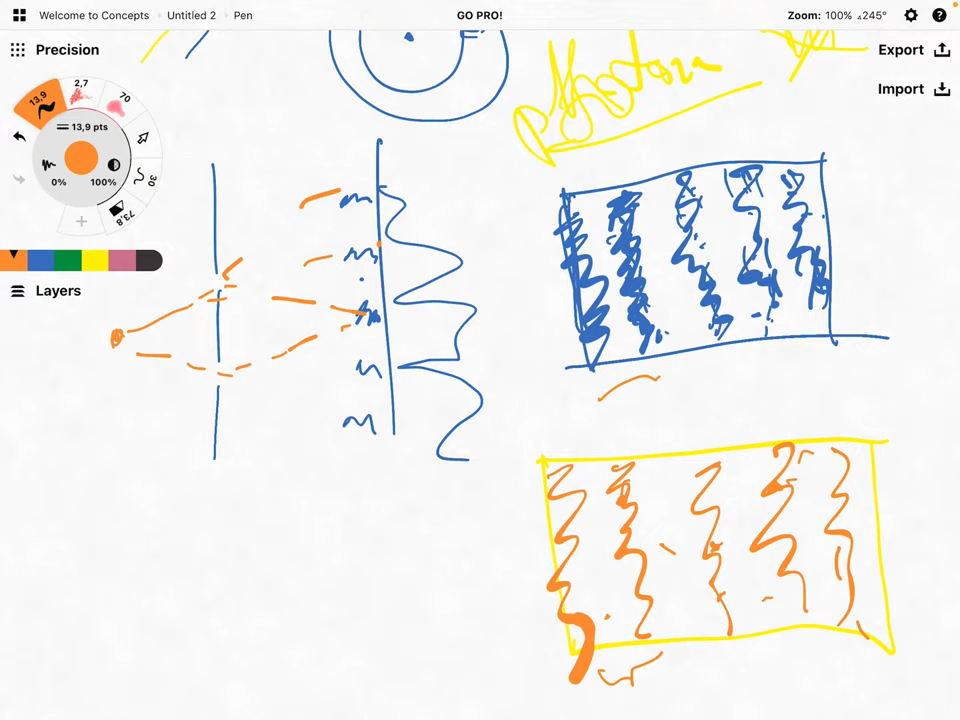 Welcome to Concepts
Untitled 2
Pen
GO PRO!
Zoom: 100% ⊿245°
Precision
Export
Import
13,9
2,7
70
13,9 pts
0%
100%
30
73,8
Layers